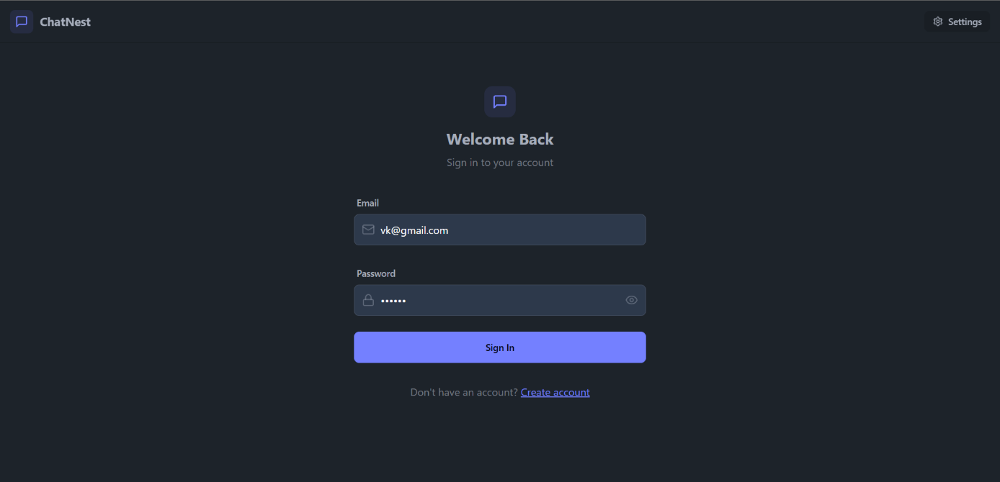 ChatNest
Settings
Welcome Back
Sign in to your account
Email
vk@gmail.com
Password
••••••
Sign In
Don't have an account? Create account